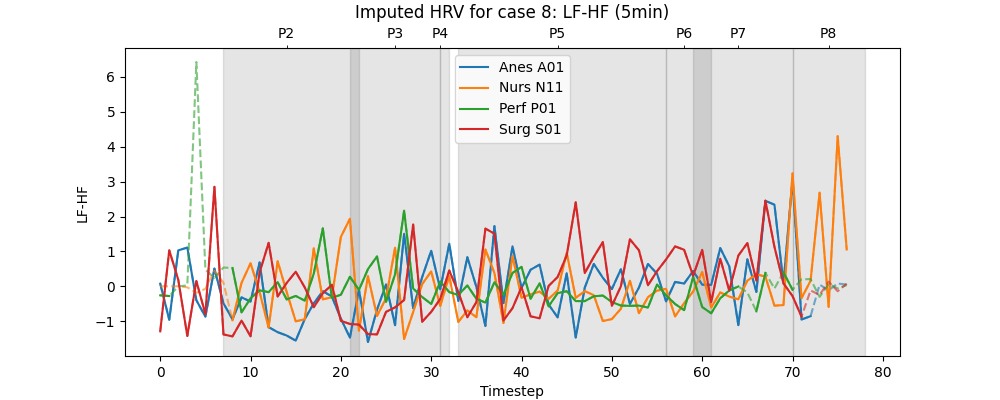 Imputed HRV for case 8: LF-HF (5min)
P2 P3 P4 P5 P6 P7 P8
Anes A01
Nurs N11
Perf P01
Surg S01
LF-HF
6
5
4
3
2
1
0
−1
0 10 20 30 40 50 60 70 80
Timestep